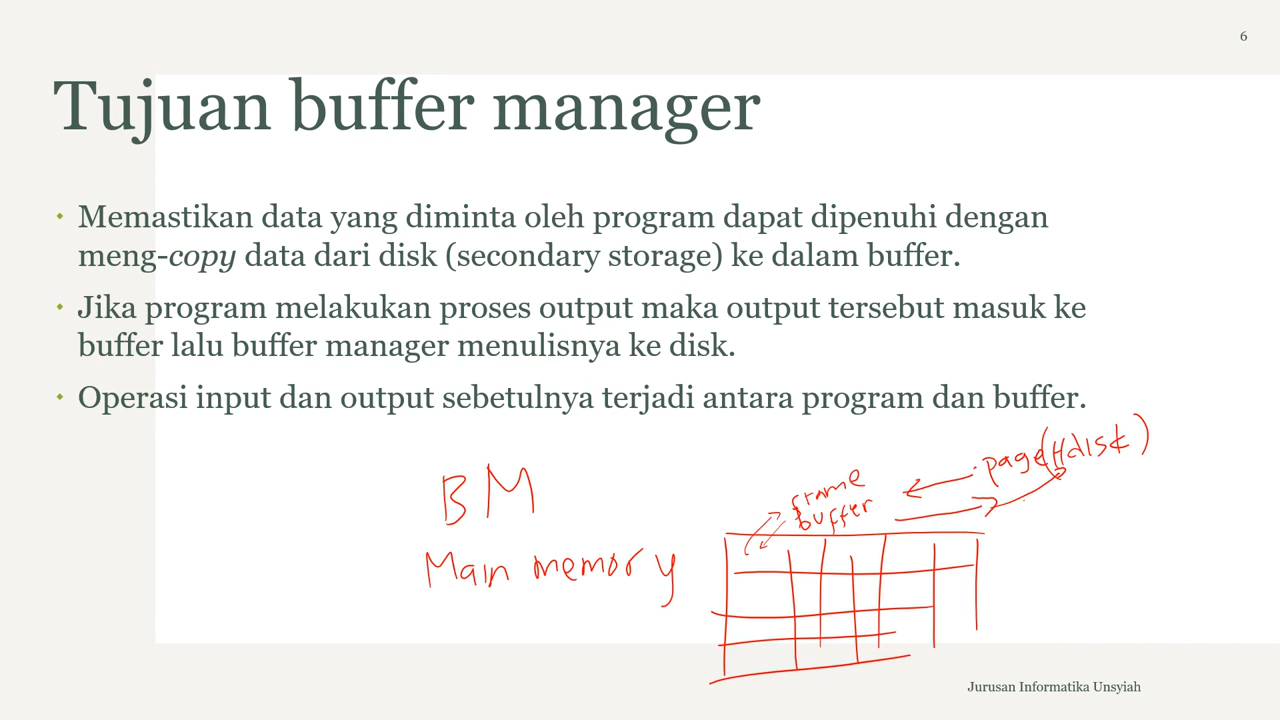 6
Tujuan buffer manager
Memastikan data yang diminta oleh program dapat dipenuhi dengan
meng-copy data dari disk (secondary storage) ke dalam buffer.
Jika program melakukan proses output maka output tersebut masuk ke
buffer lalu buffer manager menulisnya ke disk.
Operasi input dan output sebetulnya terjadi antara program dan buffer.
BM
frame
buffer
page(Hdisk)
Main memory
Jurusan Informatika Unsyiah